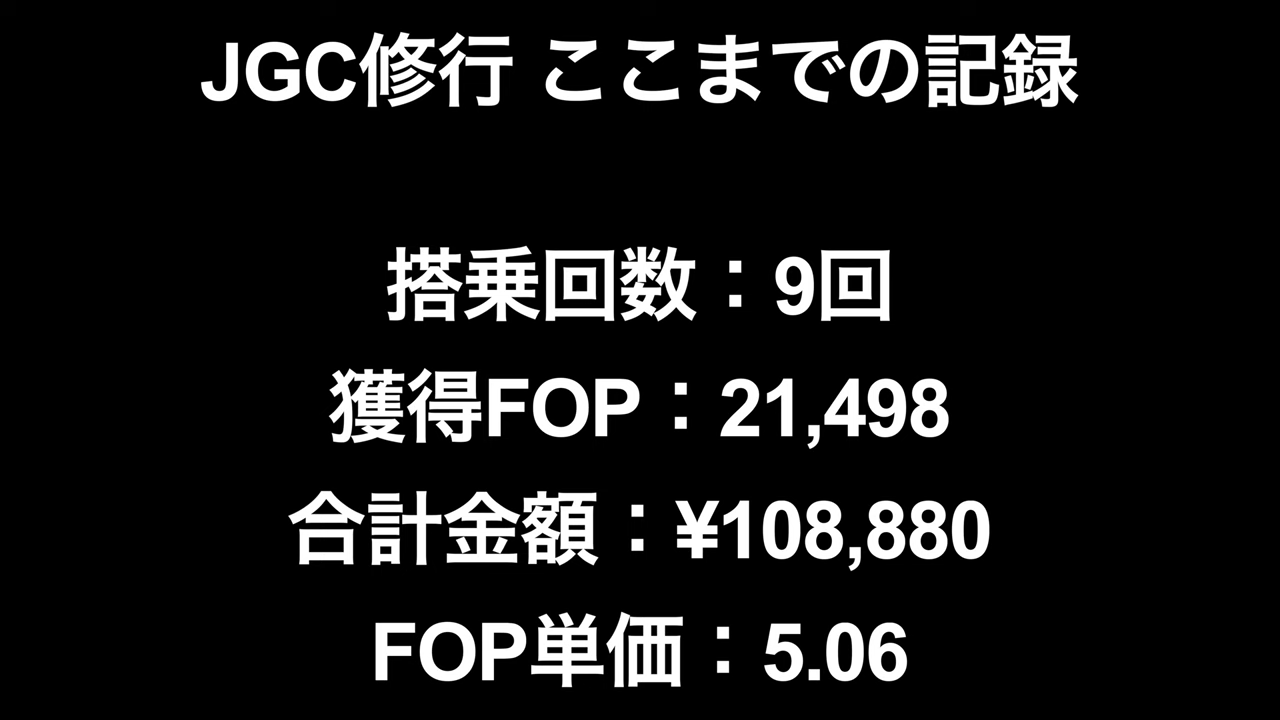 JGC修行 ここまでの記録
搭乗回数：9回
獲得FOP：21,498
合計金額：¥108,880
FOP単価：5.06